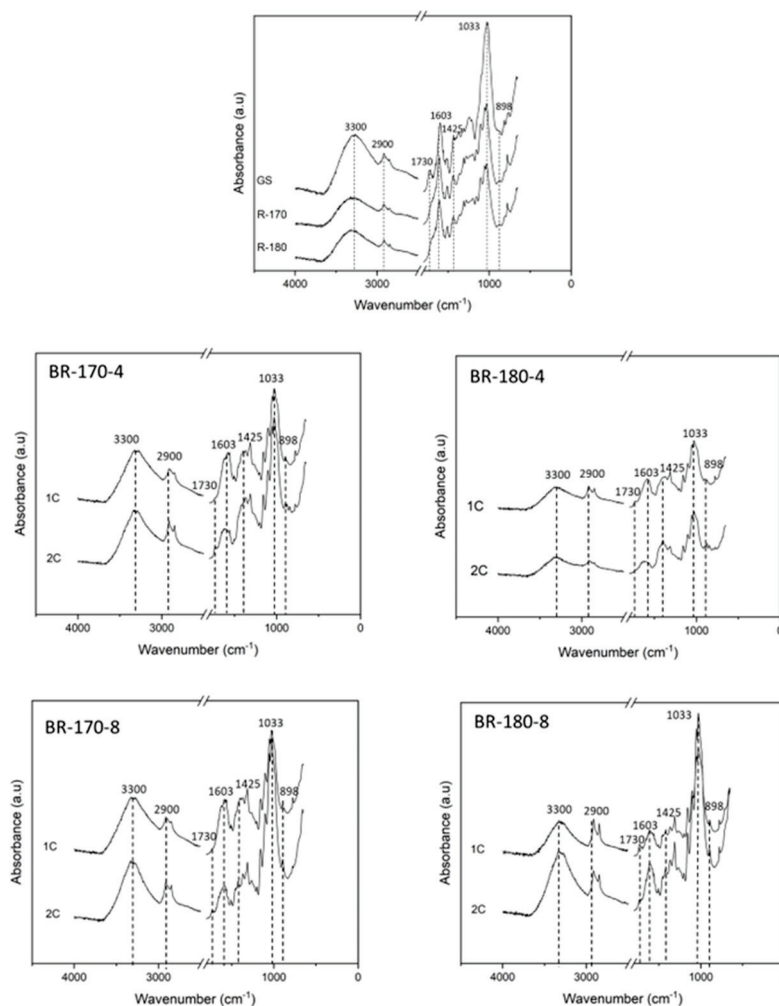 1033
1603
898
1425
3300
2900
1730
GS
R-170
R-180
Absorbance (a.u)
Absorbance (a.u)
4000 3000 1000 0
Wavenumber (cm-1)
BR-170-4
1033
3300
2900
1603
1425
898
1730
1C
2C
Absorbance (a.u)
4000 3000 1000 0
Wavenumber (cm-1)
BR-180-4
1033
3300
2900
1603
1425
898
1730
1C
2C
Absorbance (a.u)
4000 3000 1000 0
Wavenumber (cm-1)
BR-170-8
1033
3300
2900
1603
1425
898
1730
1C
2C
Absorbance (a.u)
4000 3000 1000 0
Wavenumber (cm-1)
BR-180-8
1033
3300
2900
1603
1425
898
1730
1C
2C
Absorbance (a.u)
4000 3000 1000 0
Wavenumber (cm-1)